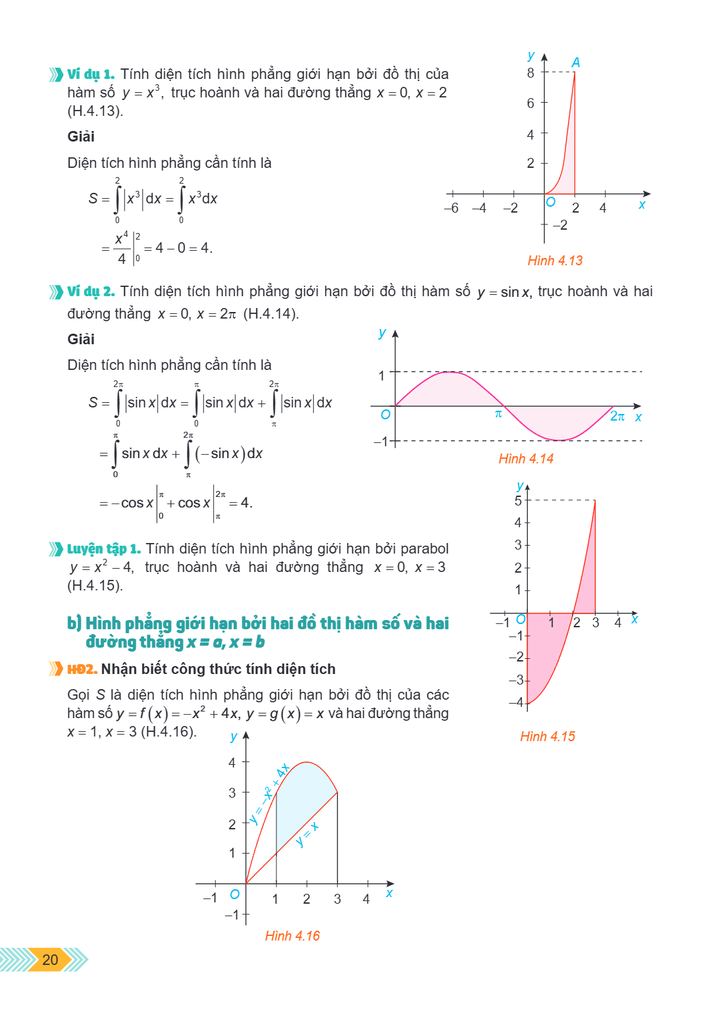 Ví dụ 1. Tính diện tích hình phẳng giới hạn bởi đồ thị của
hàm số y = x³, trục hoành và hai đường thẳng x = 0, x = 2
(H.4.13).
Giải
Diện tích hình phẳng cần tính là
S = ∫₀² |x³| dx = ∫₀² x³dx
= x⁴/4 |₀² = 4 − 0 = 4.
y
8
A
6
4
2
−6 −4 −2 O 2 4 x
−2
Hình 4.13
Ví dụ 2. Tính diện tích hình phẳng giới hạn bởi đồ thị hàm số y = sin x, trục hoành và hai
đường thẳng x = 0, x = 2π (H.4.14).
Giải
Diện tích hình phẳng cần tính là
S = ∫₀^{2π} |sin x| dx = ∫₀^{π} |sin x| dx + ∫_{π}^{2π} |sin x| dx
= ∫₀^{π} sin x dx + ∫_{π}^{2π} (−sin x) dx
= −cos x |₀^{π} + cos x |_{π}^{2π} = 4.
y
1
O π 2π x
−1
Hình 4.14
Luyện tập 1. Tính diện tích hình phẳng giới hạn bởi parabol
y = x² − 4, trục hoành và hai đường thẳng x = 0, x = 3
(H.4.15).
y
5
4
3
2
1
−1 O 1 2 3 4 x
−1
−2
−3
−4
Hình 4.15
b) Hình phẳng giới hạn bởi hai đồ thị hàm số và hai
đường thẳng x = a, x = b
HĐ2. Nhận biết công thức tính diện tích
Gọi S là diện tích hình phẳng giới hạn bởi đồ thị của các
hàm số y = f(x) = −x² + 4x, y = g(x) = x và hai đường thẳng
x = 1, x = 3 (H.4.16).
y
4
3
2
1
y = −x² + 4x
y = x
−1 O 1 2 3 4 x
−1
Hình 4.16
20